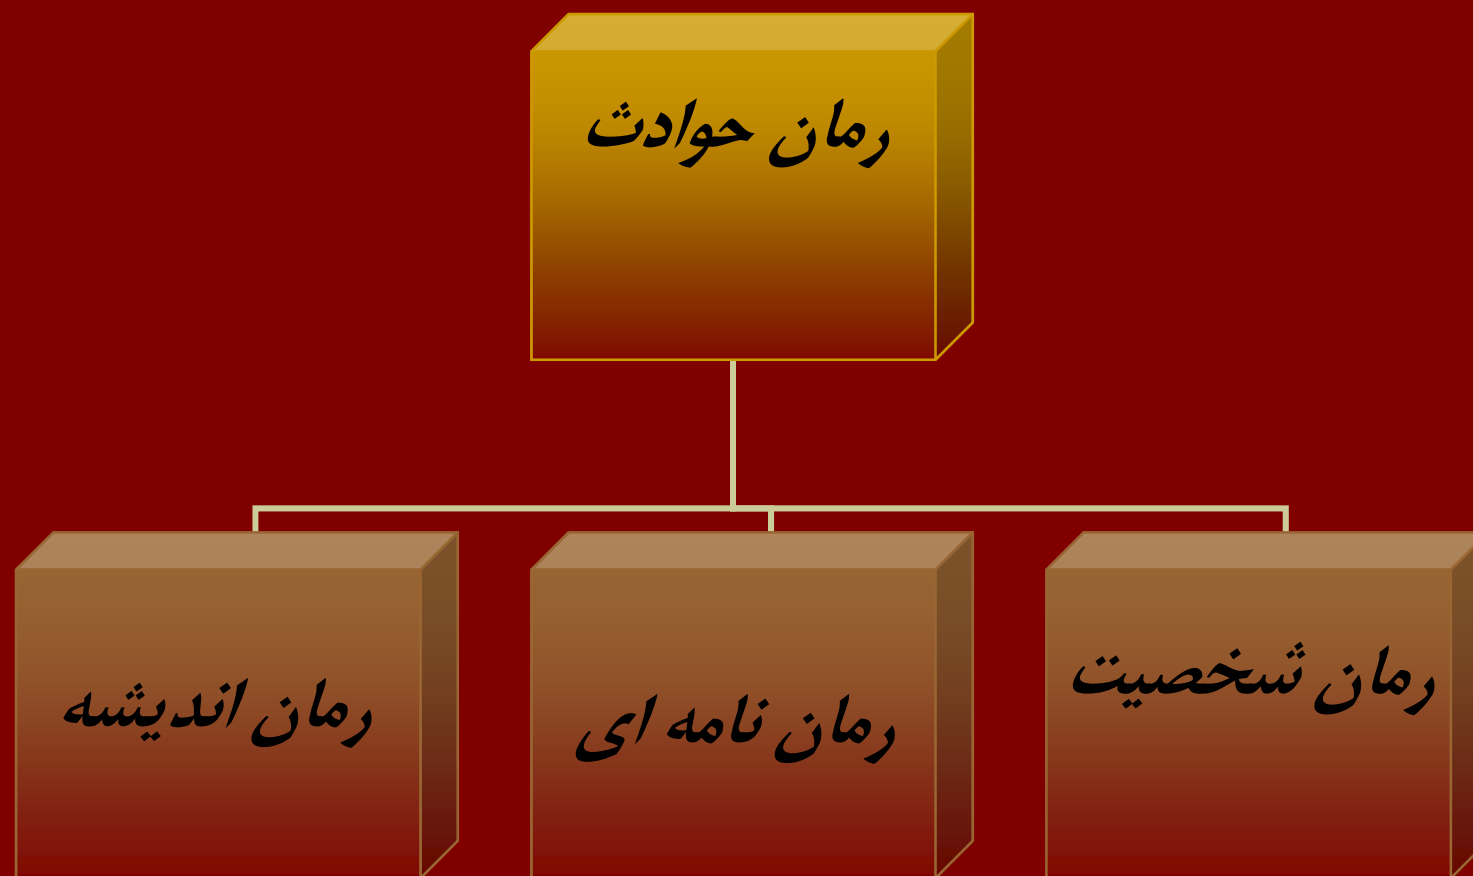 رمان حوادث
رمان شخصیت
رمان نامه ای
رمان اندیشه